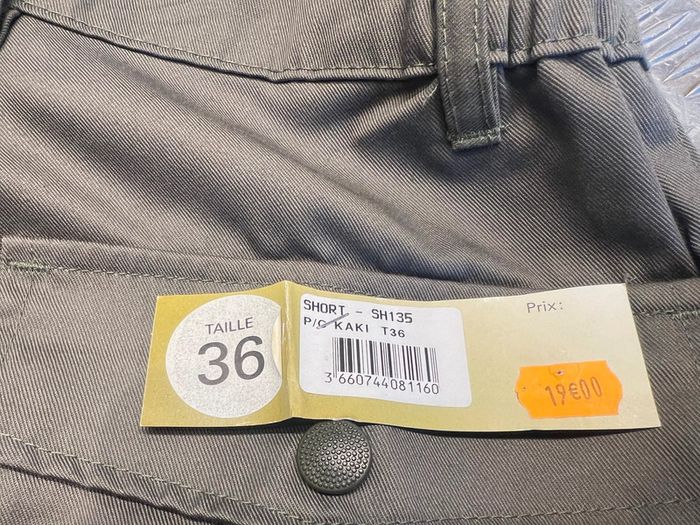 TAILLE
36
SHORT - SH135
P/C KAKI T36
3 660744 081160
Prix:
19€00